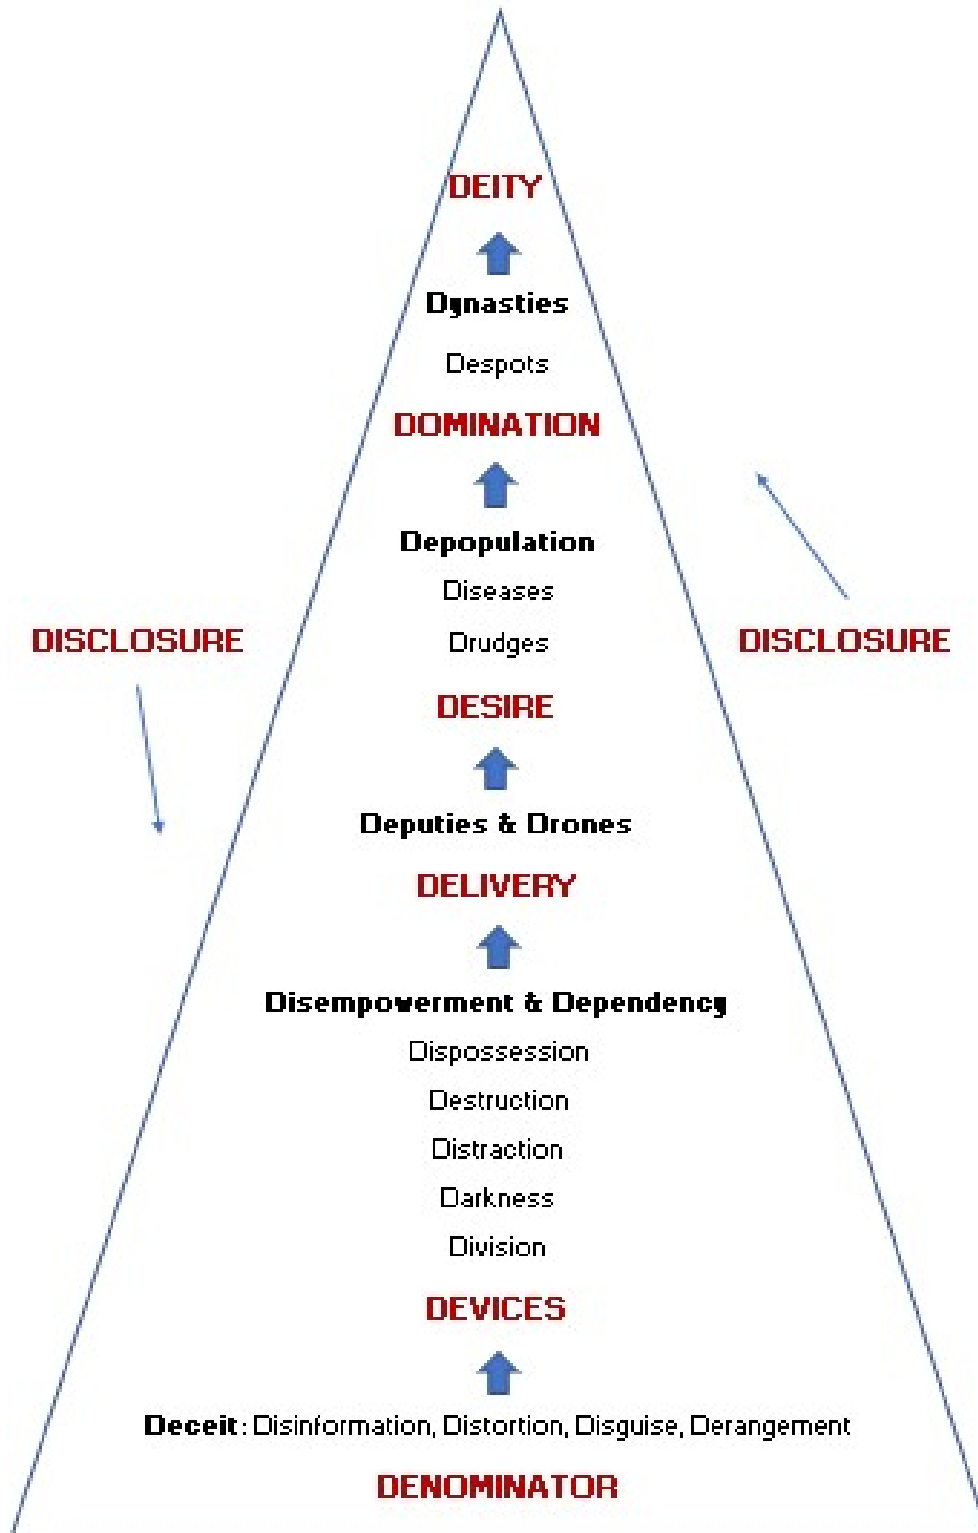 DEITY
Dynasties
Despots
DOMINATION
Depopulation
Diseases
Drudges
DISCLOSURE
DISCLOSURE
DESIRE
Deputies & Drones
DELIVERY
Disempowerment & Dependency
Dispossession
Destruction
Distraction
Darkness
Division
DEVICES
Deceit: Disinformation, Distortion, Disguise, Derangement
DENOMINATOR